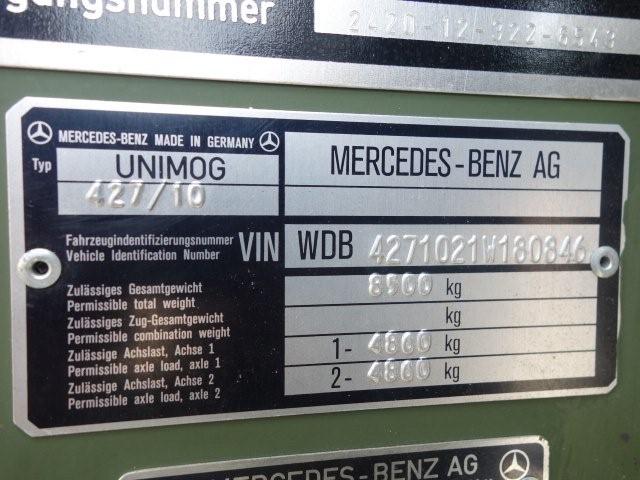 gangsnummer
2-20-12-322-6543
MERCEDES-BENZ MADE IN GERMANY
Typ UNIMOG
427/10
MERCEDES-BENZ AG
Fahrzeugindentifizierungsnummer
Vehicle Identification Number
VIN WDB 4271021W180846
Zulässiges Gesamtgewicht
Permissible total weight
8500 kg
Zulässiges Zug-Gesamtgewicht
Permissible combination weight
kg
Zulässige Achslast, Achse 1
Permissible axle load, axle 1
1- 4800 kg
Zulässige Achslast, Achse 2
Permissible axle load, axle 2
2- 4800 kg
MERCEDES-BENZ AG